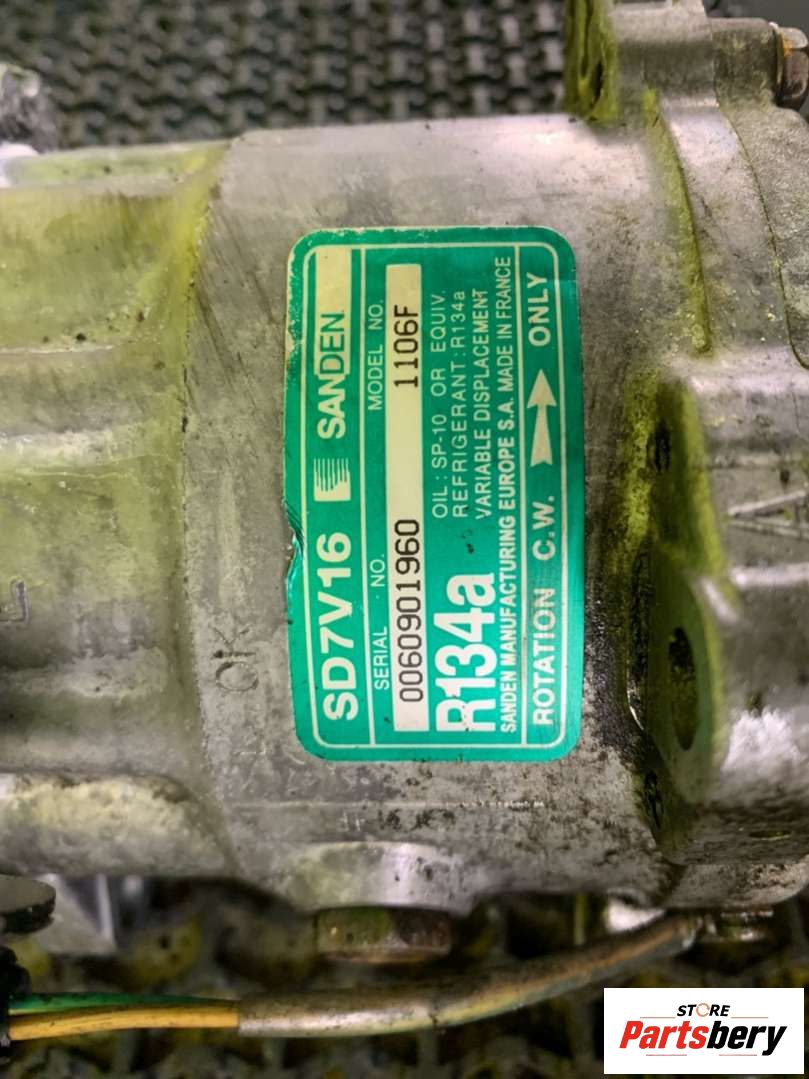 SD7V16 SANDEN
SERIAL NO. MODEL NO.
0060901960 1106F
R134a
OIL: SP-10 OR EQUIV.
REFRIGERANT: R134a
VARIABLE DISPLACEMENT
SANDEN MANUFACTURING EUROPE S.A. MADE IN FRANCE
ROTATION C.W. ONLY
OK
STORE
Partsbery